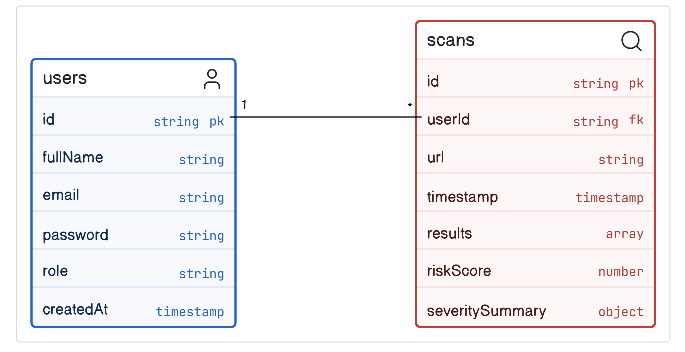 users
id string pk
fullName string
email string
password string
role string
createdAt timestamp
1 *
scans
id string pk
userId string fk
url string
timestamp timestamp
results array
riskScore number
severitySummary object